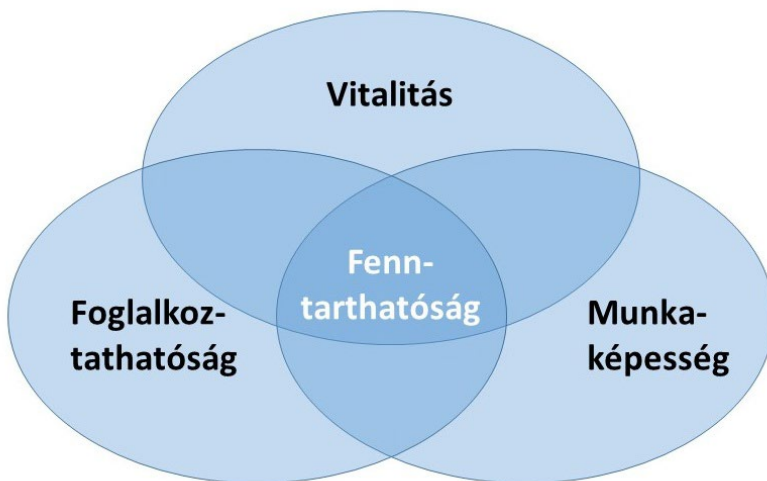 Vitalitás
Fenn-
tarthatóság
Foglalkoz-
tathatóság
Munka-
képesség